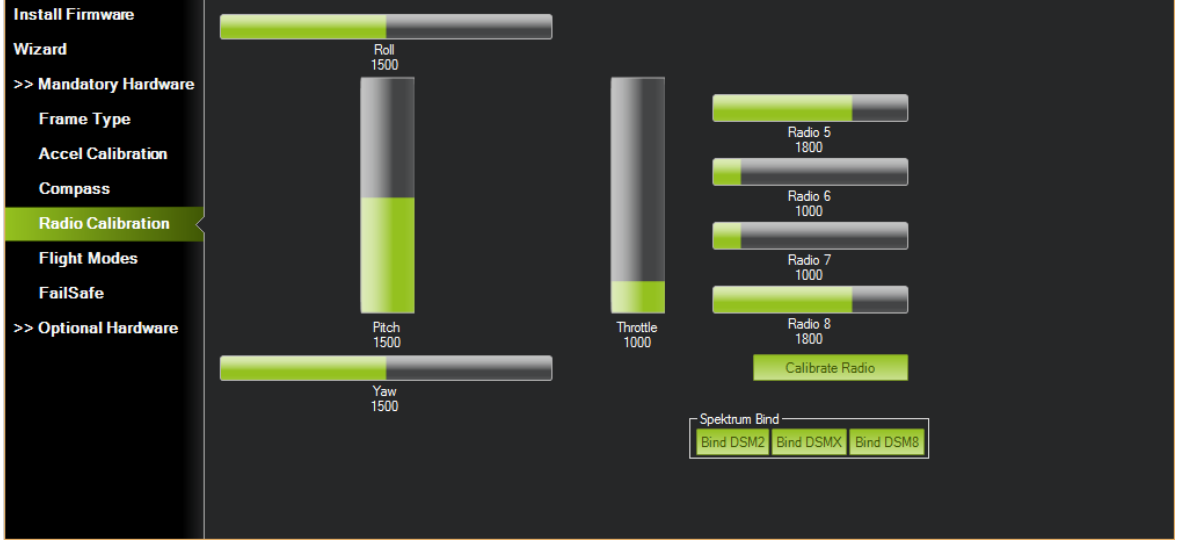 Install Firmware
Wizard
>> Mandatory Hardware
Frame Type
Accel Calibration
Compass
Radio Calibration
Flight Modes
FailSafe
>> Optional Hardware
Roll
1500
Pitch
1500
Yaw
1500
Throttle
1000
Radio 5
1800
Radio 6
1000
Radio 7
1000
Radio 8
1800
Calibrate Radio
Spektrum Bind
Bind DSM2 Bind DSMX Bind DSM8